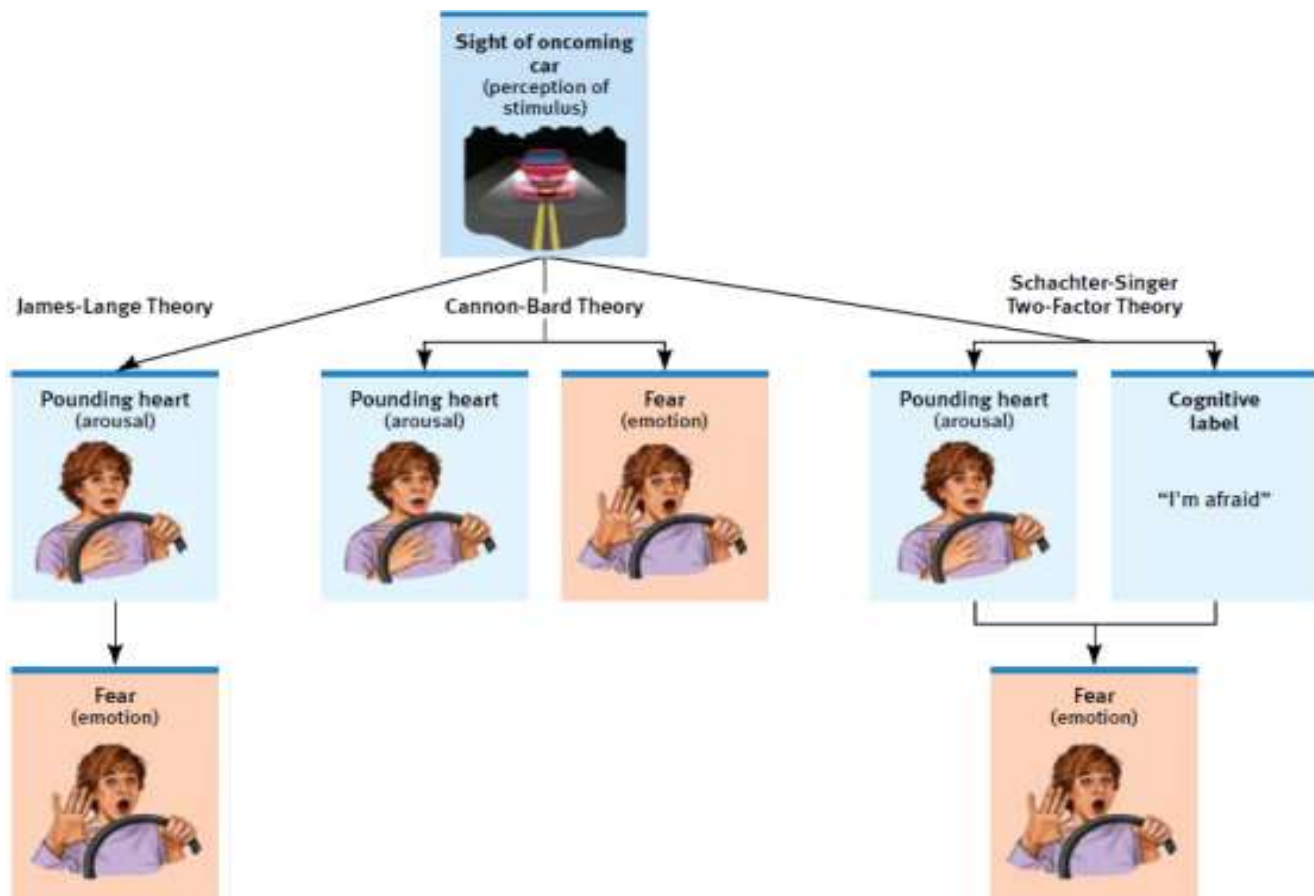 Sight of oncoming
car
(perception of
stimulus)
James-Lange Theory
Cannon-Bard Theory
Schachter-Singer
Two-Factor Theory
Pounding heart
(arousal)
Pounding heart
(arousal)
Fear
(emotion)
Pounding heart
(arousal)
Cognitive
label
“I’m afraid”
Fear
(emotion)
Fear
(emotion)